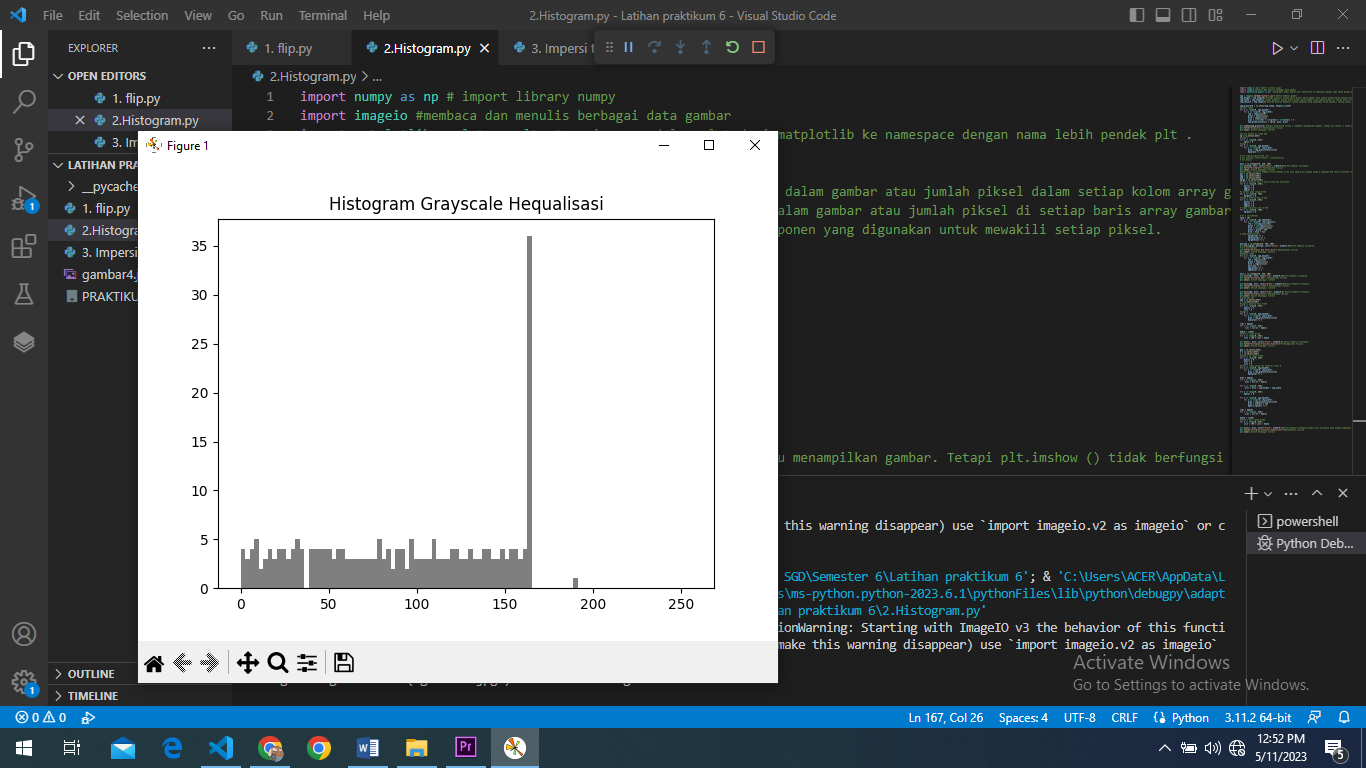 File Edit Selection View Go Run Terminal Help
2.Histogram.py - Latihan praktikum 6 - Visual Studio Code
EXPLORER
OPEN EDITORS
1. flip.py
2.Histogram.py
3. Im
LATIHAN PRA
__pycache
1. flip.py
2.Histogra
3. Impersi
gambar4.
PRAKTIKU
OUTLINE
TIMELINE
1. flip.py
2.Histogram.py
3. Impersi t
2.Histogram.py > ...
1 import numpy as np # import library numpy
2 import imageio #membaca dan menulis berbagai data gambar
matplotlib ke namespace dengan nama lebih pendek plt .
dalam gambar atau jumlah piksel dalam setiap kolom array g
alam gambar atau jumlah piksel di setiap baris array gambar
ponen yang digunakan untuk mewakili setiap piksel.
u menampilkan gambar. Tetapi plt.imshow () tidak berfungsi
Figure 1
Histogram Grayscale Hequalisasi
35
30
25
20
15
10
5
0
0 50 100 150 200 250
this warning disappear) use `import imageio.v2 as imageio` or c
SGD\Semester 6\Latihan praktikum 6'; & 'C:\Users\ACER\AppData\L
s\ms-python.python-2023.6.1\pythonFiles\lib\python\debugpy\adapt
an praktikum 6\2.Histogram.py'
ionWarning: Starting with ImageIO v3 the behavior of this functi
make this warning disappear) use `import imageio.v2 as imageio`
powershell
Python Deb...
Activate Windows
Go to Settings to activate Windows.
1
1
0 0
Ln 167, Col 26 Spaces: 4 UTF-8 CRLF Python 3.11.2 64-bit
W
Pr
12:52 PM
5/11/2023
5